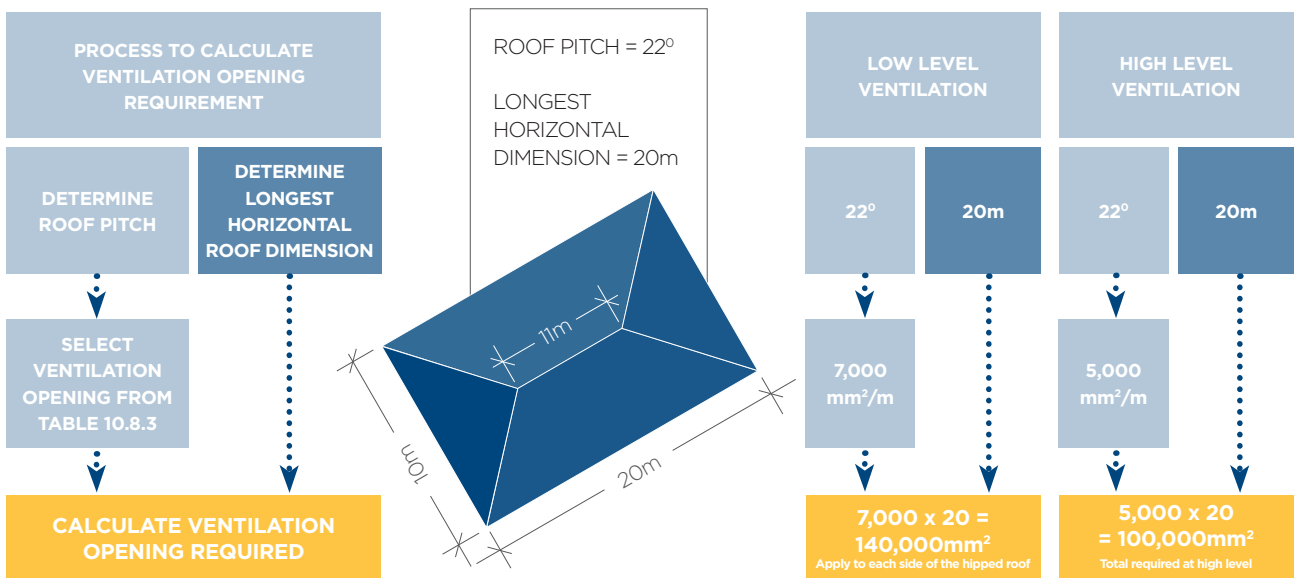 PROCESS TO CALCULATE
VENTILATION OPENING
REQUIREMENT
DETERMINE
ROOF PITCH
DETERMINE
LONGEST
HORIZONTAL
ROOF DIMENSION
SELECT
VENTILATION
OPENING FROM
TABLE 10.8.3
CALCULATE VENTILATION
OPENING REQUIRED
ROOF PITCH = 22⁰
LONGEST
HORIZONTAL
DIMENSION = 20m
11m
10m
20m
LOW LEVEL
VENTILATION
22⁰
20m
7,000
mm²/m
7,000 x 20 =
140,000mm²
Apply to each side of the hipped roof
HIGH LEVEL
VENTILATION
22⁰
20m
5,000
mm²/m
5,000 x 20
= 100,000mm²
Total required at high level